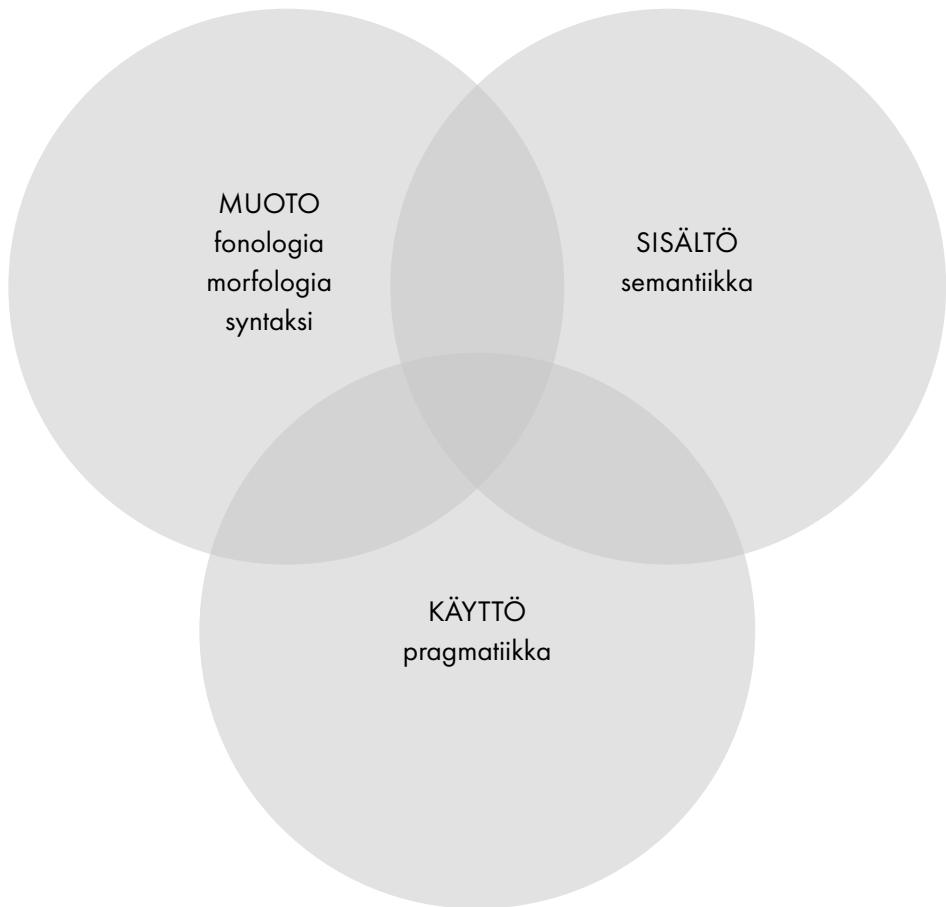 MUOTO
fonologia
morfologia
syntaksi
SISÄLTÖ
semantiikka
KÄYTTÖ
pragmatiikka